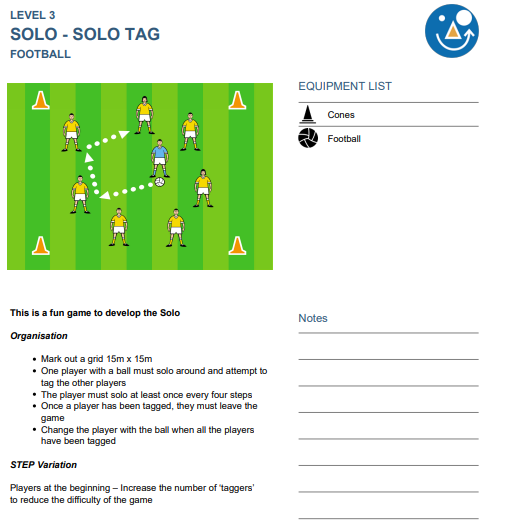 LEVEL 3
SOLO - SOLO TAG
FOOTBALL
EQUIPMENT LIST
Cones
Football
This is a fun game to develop the Solo
Organisation
• Mark out a grid 15m x 15m
• One player with a ball must solo around and attempt to
tag the other players
• The player must solo at least once every four steps
• Once a player has been tagged, they must leave the
game
• Change the player with the ball when all the players
have been tagged
STEP Variation
Players at the beginning – Increase the number of ‘taggers’
to reduce the difficulty of the game
Notes